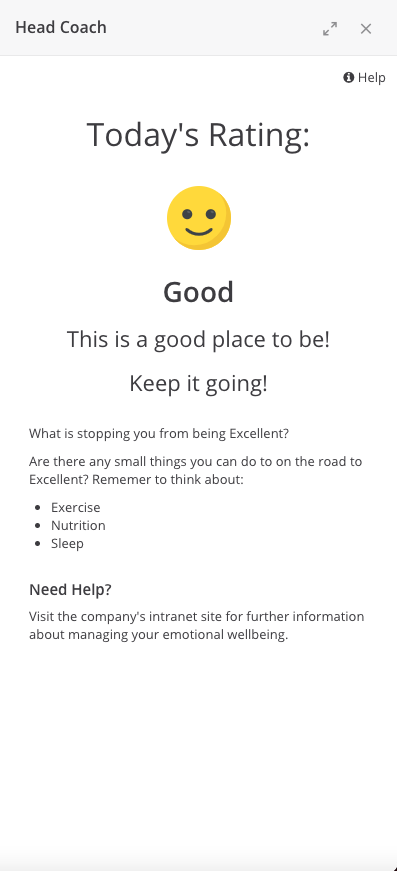 Head Coach
Help
Today's Rating:
Good
This is a good place to be!
Keep it going!
What is stopping you from being Excellent?
Are there any small things you can do to on the road to
Excellent? Rememer to think about:
Exercise
Nutrition
Sleep
Need Help?
Visit the company's intranet site for further information
about managing your emotional wellbeing.